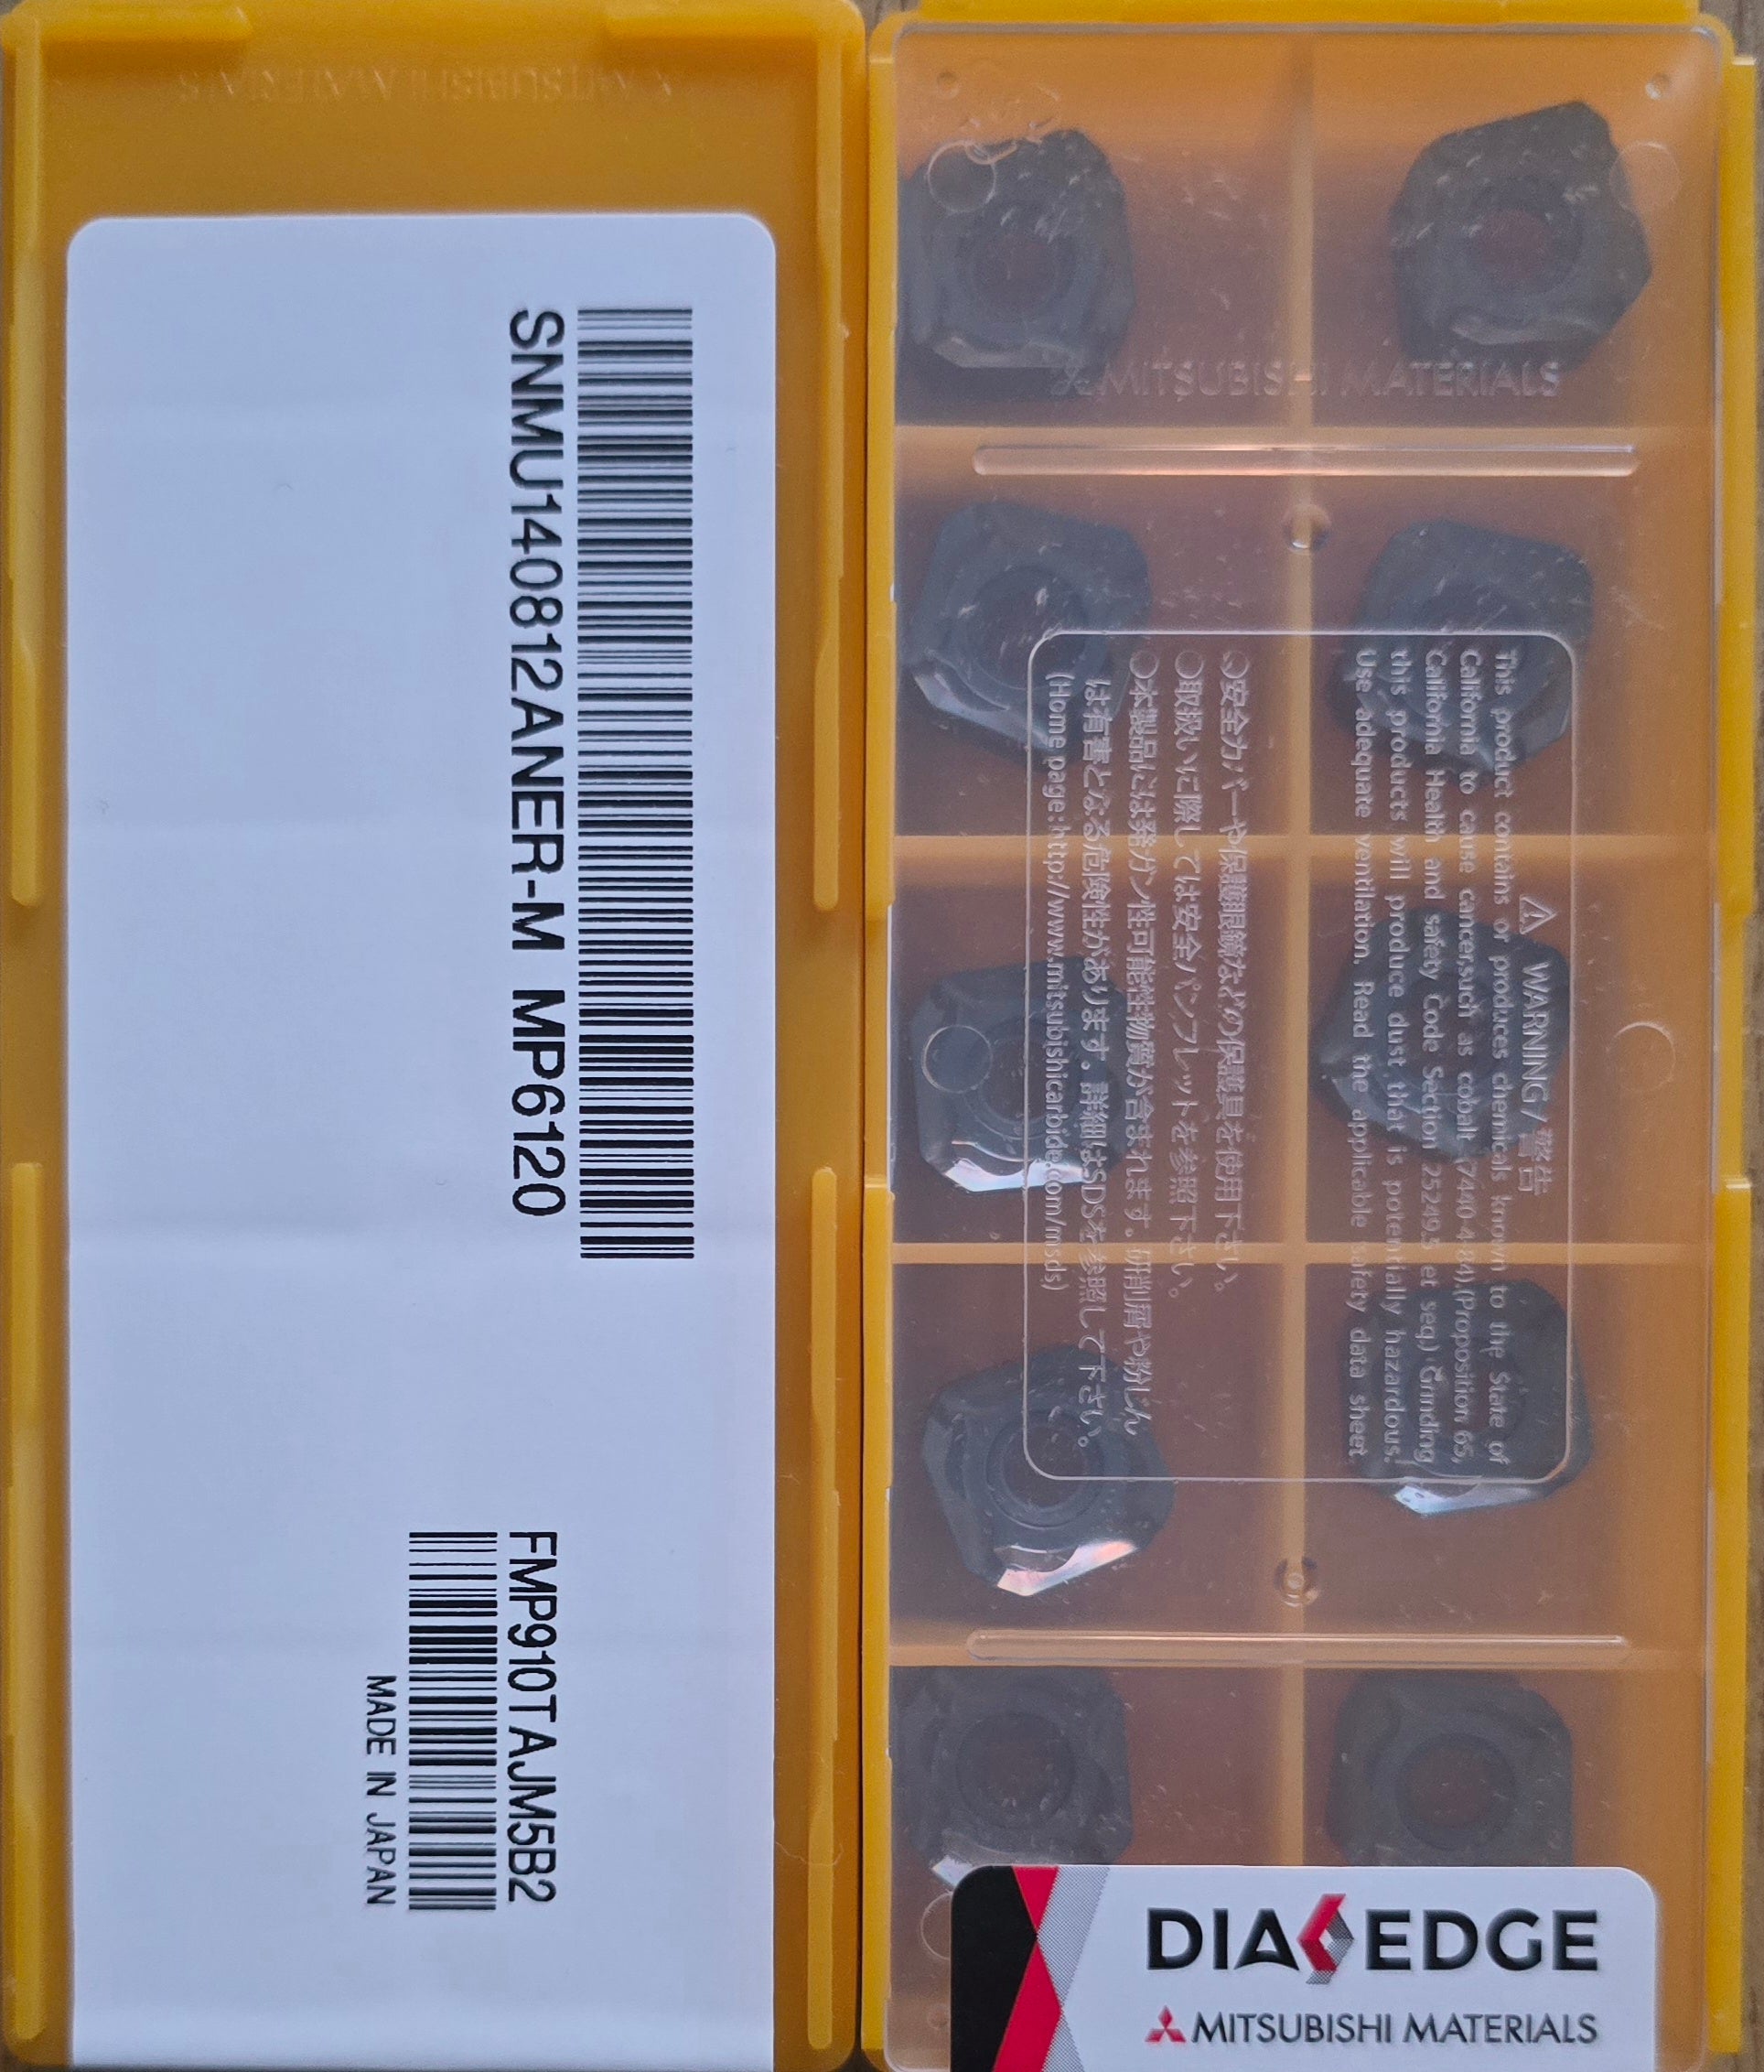 MITSUBISHI MATERIALS
SNMU140812ANER-M MP6120
FMP910TAJM5B2
MADE IN JAPAN
MITSUBISHI MATERIALS
⚠ WARNING/警告
This product contains or produces chemicals known to the State of
California to cause cancer.such as cobalt (7440-4-84).(Proposition 65,
California Health and safety Code Section 25249.5 et seq.) Grinding
this products will produce dust that is potentially hazardous.
Use adequate ventilation. Read the applicable safety data sheet.
○安全カバーや保護眼鏡などの保護具を使用下さい。
○取扱いに際しては安全パンフレットを参照下さい。
○本製品には発ガン性可能性物質が含まれます。研削屑や粉じん
は有害となる危険性があります。詳細はSDSを参照して下さい。
(Home page:http://www.mitsubishicarbide.com/msds)
DIAEDGE
MITSUBISHI MATERIALS